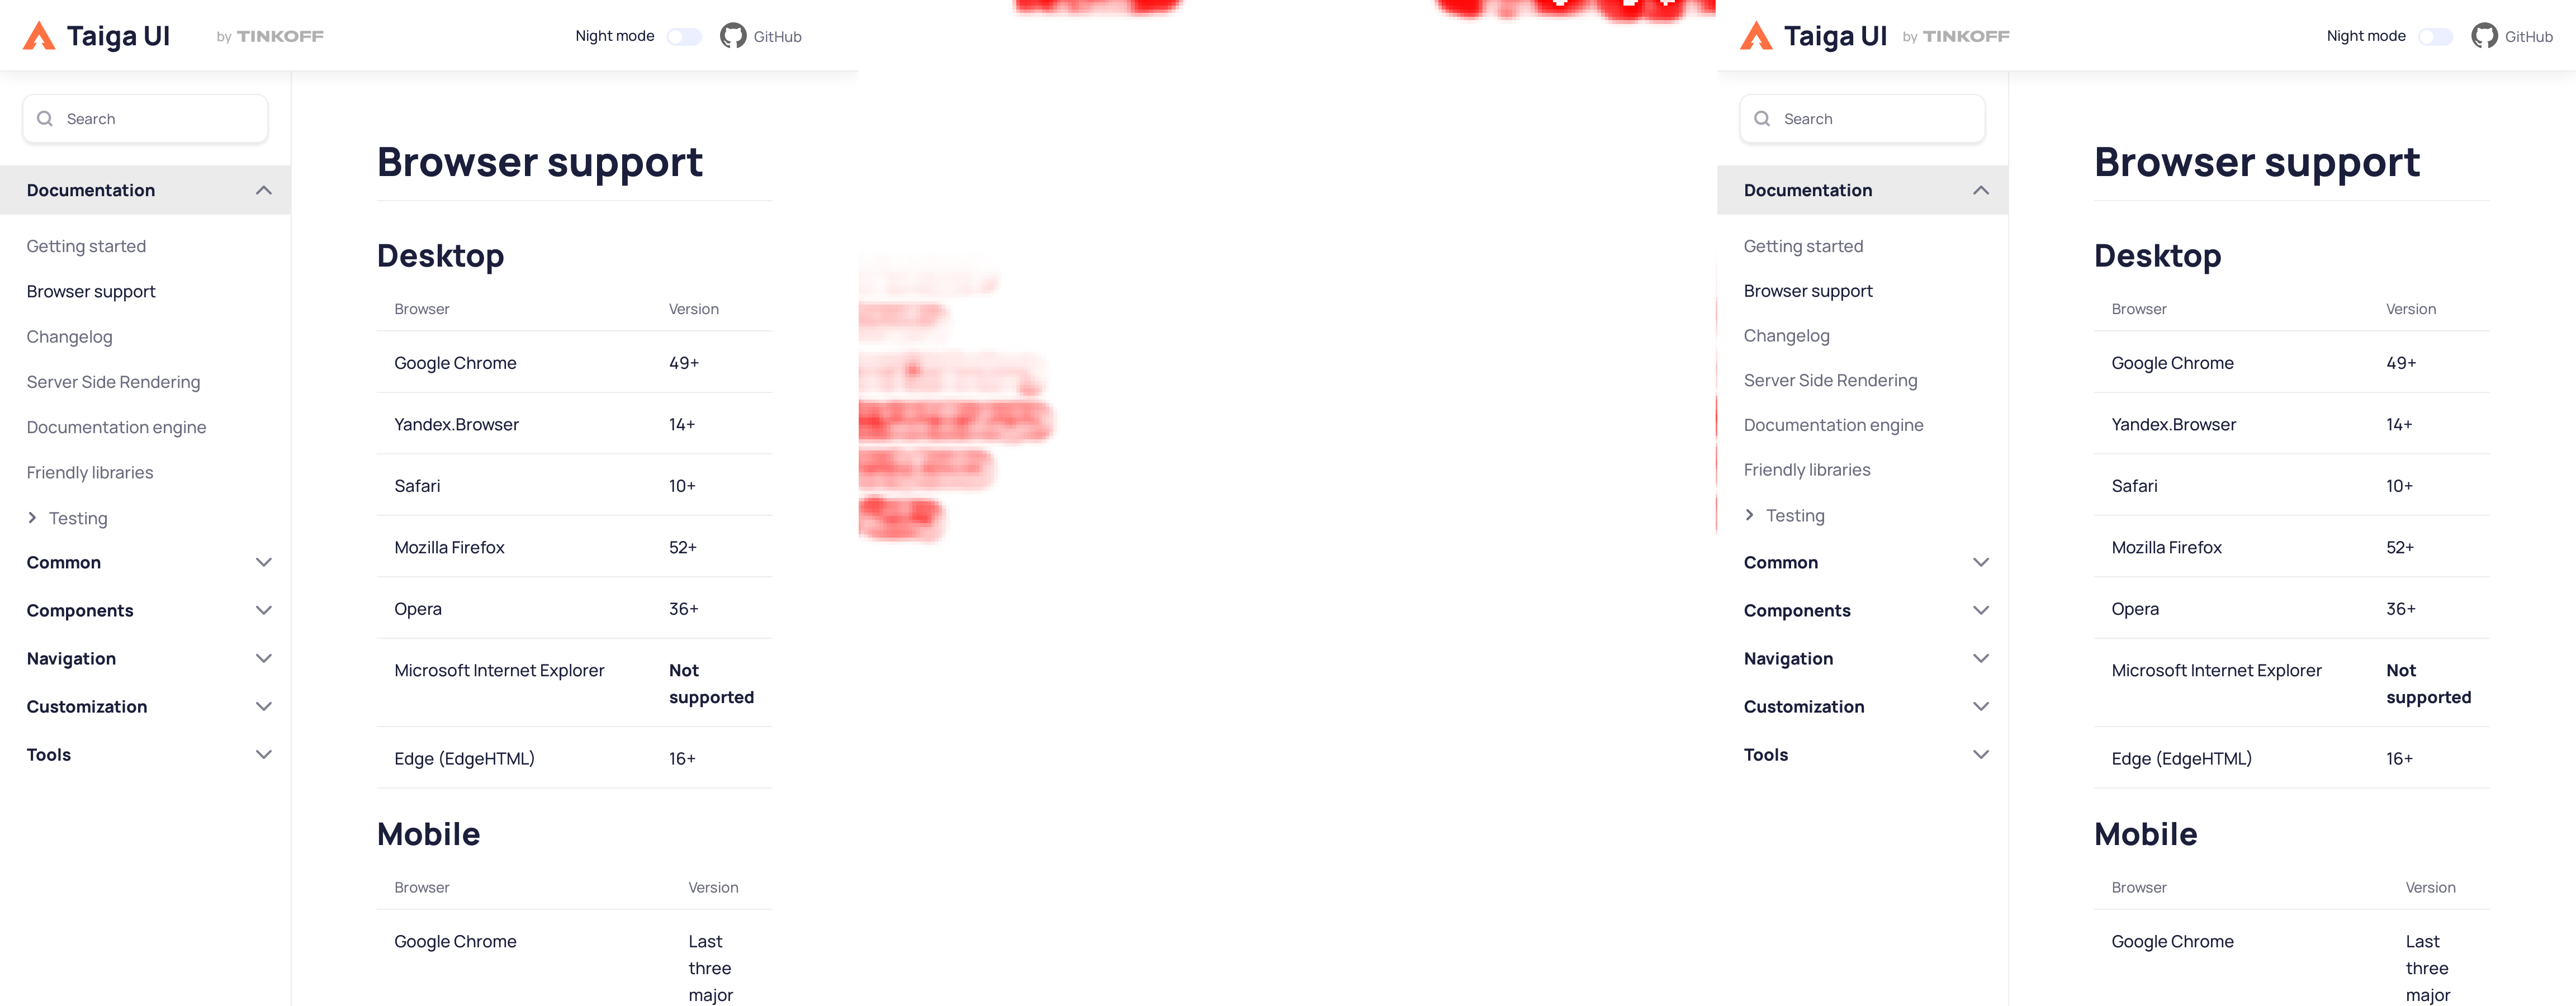 Taiga UI by TINKOFF Night mode GitHub
Search
Documentation
Getting started
Browser support
Changelog
Server Side Rendering
Documentation engine
Friendly libraries
Testing
Common
Components
Navigation
Customization
Tools
Browser support
Desktop
Browser Version
Google Chrome 49+
Yandex.Browser 14+
Safari 10+
Mozilla Firefox 52+
Opera 36+
Microsoft Internet Explorer Not
supported
Edge (EdgeHTML) 16+
Mobile
Browser Version
Google Chrome Last
three
major
Taiga UI by TINKOFF Night mode GitHub
Search
Documentation
Getting started
Browser support
Changelog
Server Side Rendering
Documentation engine
Friendly libraries
Testing
Common
Components
Navigation
Customization
Tools
Browser support
Desktop
Browser Version
Google Chrome 49+
Yandex.Browser 14+
Safari 10+
Mozilla Firefox 52+
Opera 36+
Microsoft Internet Explorer Not
supported
Edge (EdgeHTML) 16+
Mobile
Browser Version
Google Chrome Last
three
major